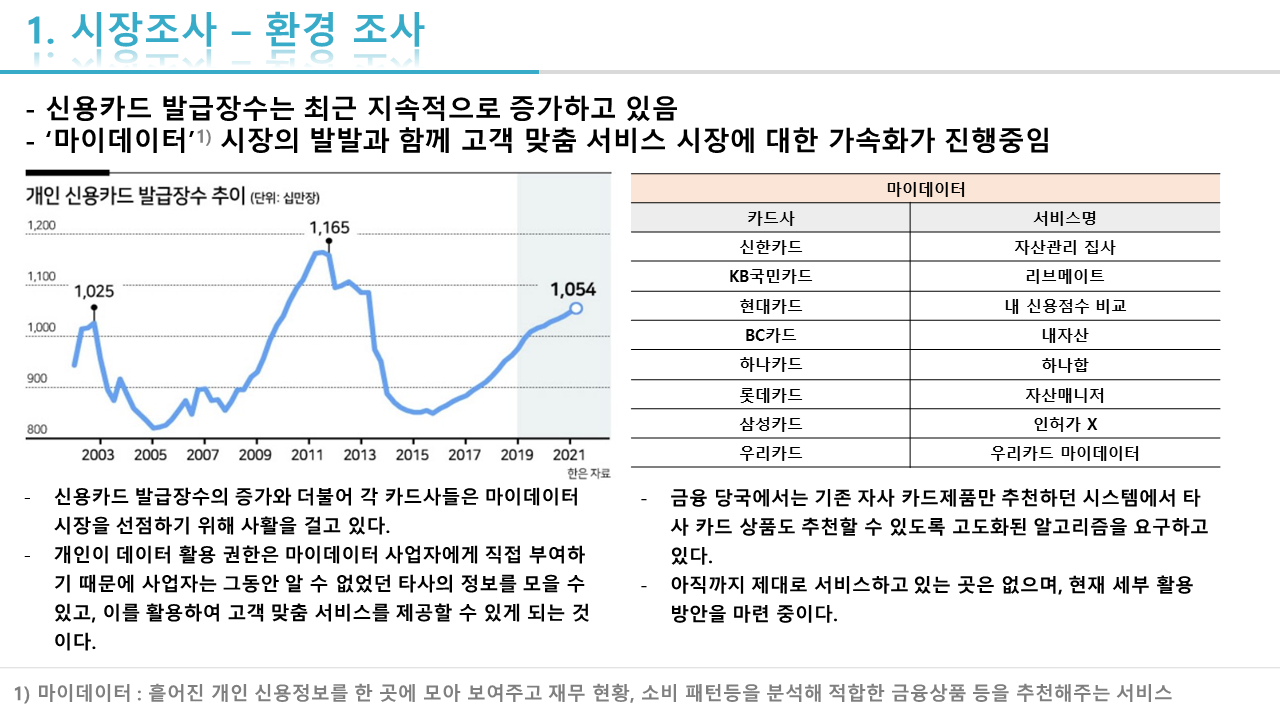 1. 시장조사 – 환경 조사
- 신용카드 발급장수는 최근 지속적으로 증가하고 있음
- ‘마이데이터’1) 시장의 발발과 함께 고객 맞춤 서비스 시장에 대한 가속화가 진행중임
개인 신용카드 발급장수 추이 (단위: 십만장)
1,200
1,165
1,100
1,025
1,054
1,000
900
800
2003 2005 2007 2009 2011 2013 2015 2017 2019 2021
한은 자료
마이데이터
카드사 서비스명
신한카드 자산관리 집사
KB국민카드 리브메이트
현대카드 내 신용점수 비교
BC카드 내자산
하나카드 하나합
롯데카드 자산매니저
삼성카드 인허가 X
우리카드 우리카드 마이데이터
- 신용카드 발급장수의 증가와 더불어 각 카드사들은 마이데이터
시장을 선점하기 위해 사활을 걸고 있다.
- 개인이 데이터 활용 권한은 마이데이터 사업자에게 직접 부여하
기 때문에 사업자는 그동안 알 수 없었던 타사의 정보를 모을 수
있고, 이를 활용하여 고객 맞춤 서비스를 제공할 수 있게 되는 것
이다.
- 금융 당국에서는 기존 자사 카드제품만 추천하던 시스템에서 타
사 카드 상품도 추천할 수 있도록 고도화된 알고리즘을 요구하고
있다.
- 아직까지 제대로 서비스하고 있는 곳은 없으며, 현재 세부 활용
방안을 마련 중이다.
1) 마이데이터 : 흩어진 개인 신용정보를 한 곳에 모아 보여주고 재무 현황, 소비 패턴등을 분석해 적합한 금융상품 등을 추천해주는 서비스